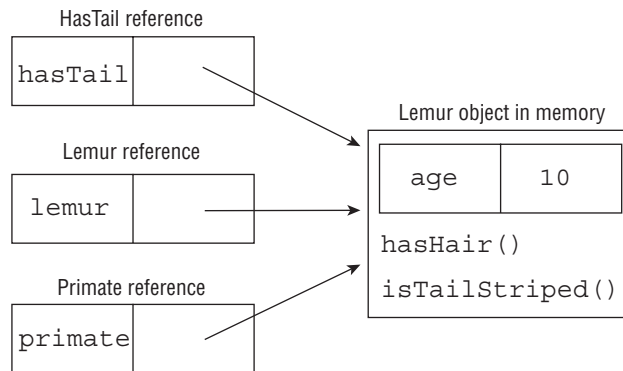 HasTail reference
hasTail
Lemur reference
lemur
Primate reference
primate
Lemur object in memory
age 10
hasHair()
isTailStriped()